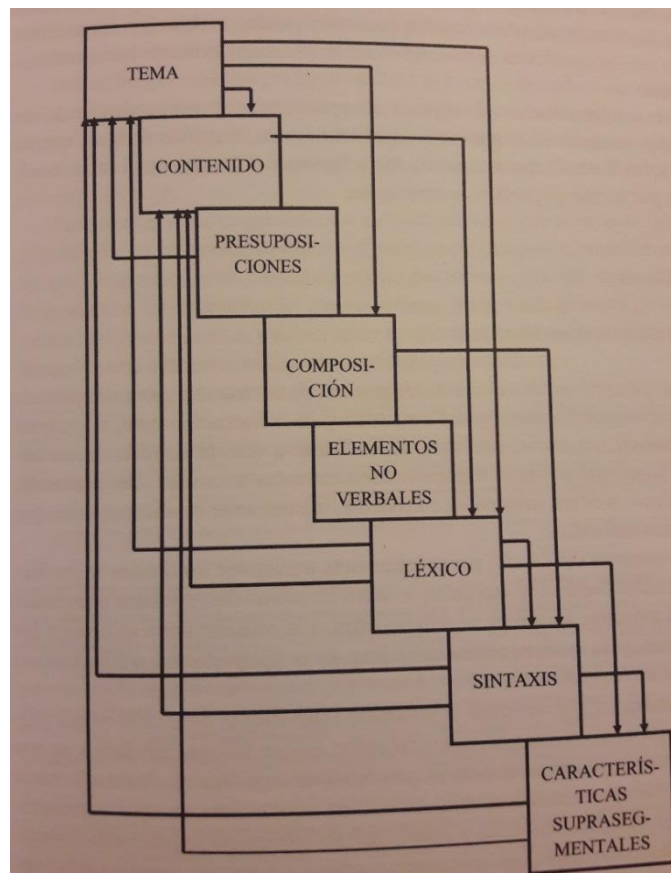 TEMA
CONTENIDO
PRESUPOSI-
CIONES
COMPOSI-
CIÓN
ELEMENTOS
NO
VERBALES
LÉXICO
SINTAXIS
CARACTERÍS-
TICAS
SUPRASEG-
MENTALES